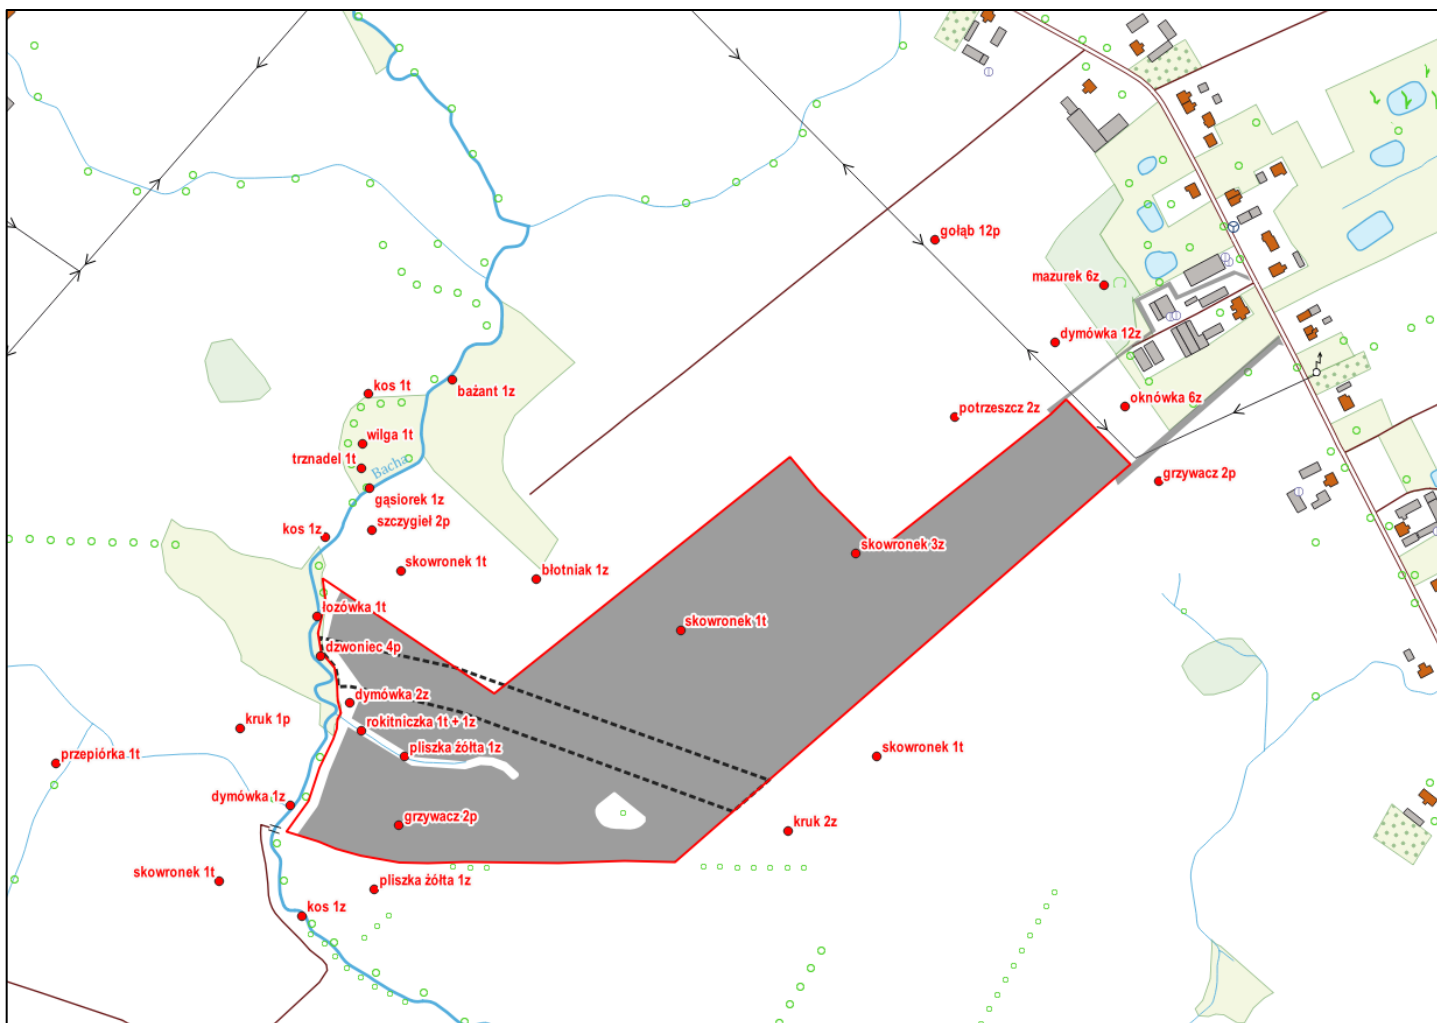 gołąb 12p
mazurek 6z
dymówka 12z
kos 1t
bażant 1z
oknówka 6z
potrzeszcz 2z
wilga 1t
trznadel 1t
Bacha
grzywacz 2p
gąsiorek 1z
szczygieł 2p
kos 1z
skowronek 3z
skowronek 1t
błotniak 1z
łozówka 1t
skowronek 1t
dzwoniec 4p
dymówka 2z
kruk 1p
rokitniczka 1t + 1z
przepiórka 1t
pliszka żółta 1z
skowronek 1t
dymówka 1z
grzywacz 2p
kruk 2z
skowronek 1t
pliszka żółta 1z
kos 1z